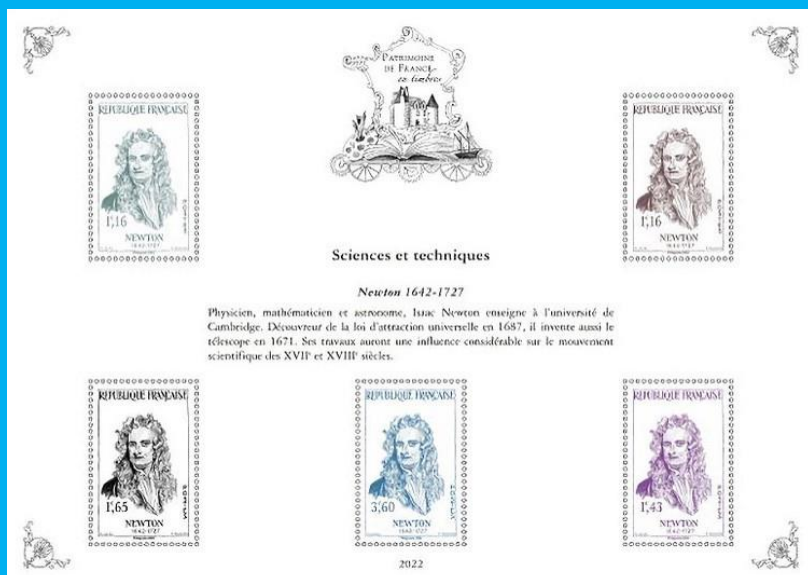 PATRIMOINE
DE FRANCE
en timbres
REPUBLIQUE FRANÇAISE
1€,16
NEWTON
1642-1727
REPUBLIQUE FRANÇAISE
1€,16
NEWTON
1642-1727
Sciences et techniques
Newton 1642-1727
Physicien, mathématicien et astronome, Isaac Newton enseigne à l'université de
Cambridge. Découvreur de la loi d'attraction universelle en 1687, il invente aussi le
télescope en 1671. Ses travaux auront une influence considérable sur le mouvement
scientifique des XVIIe et XVIIIe siècles.
REPUBLIQUE FRANÇAISE
1€,65
NEWTON
1642-1727
REPUBLIQUE FRANÇAISE
3€,60
NEWTON
1642-1727
REPUBLIQUE FRANÇAISE
1€,43
NEWTON
1642-1727
2022